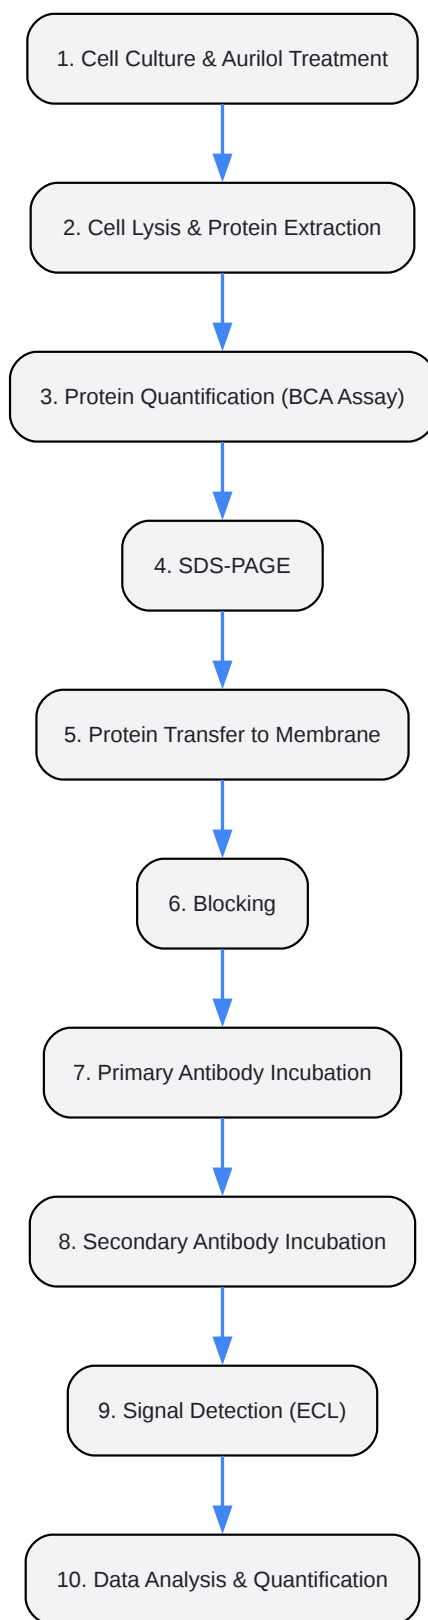 1. Cell Culture & Aurilol Treatment
2. Cell Lysis & Protein Extraction
3. Protein Quantification (BCA Assay)
4. SDS-PAGE
5. Protein Transfer to Membrane
6. Blocking
7. Primary Antibody Incubation
8. Secondary Antibody Incubation
9. Signal Detection (ECL)
10. Data Analysis & Quantification